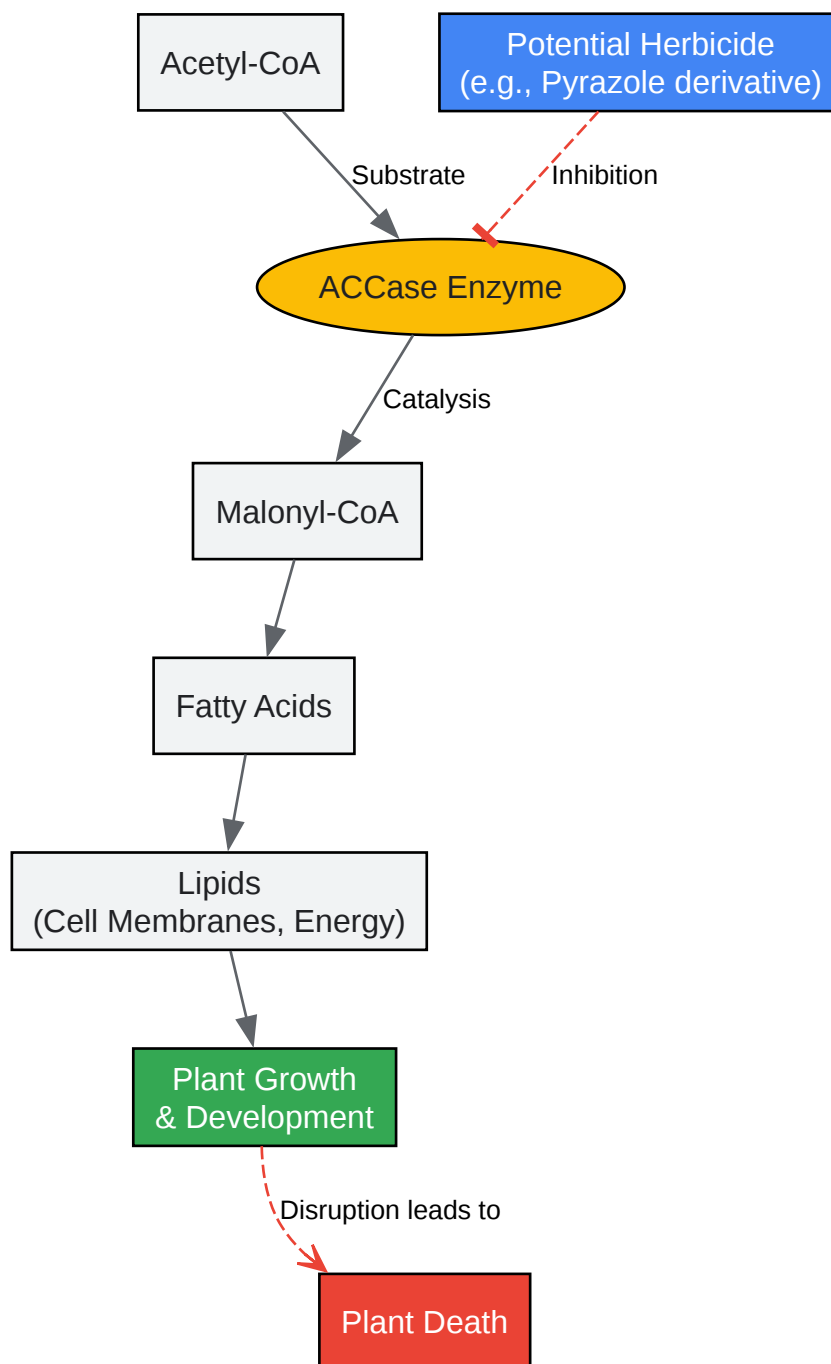 Acetyl-CoA
Potential Herbicide
(e.g., Pyrazole derivative)
Substrate
Inhibition
ACCase Enzyme
Catalysis
Malonyl-CoA
Fatty Acids
Lipids
(Cell Membranes, Energy)
Plant Growth
& Development
Disruption leads to
Plant Death